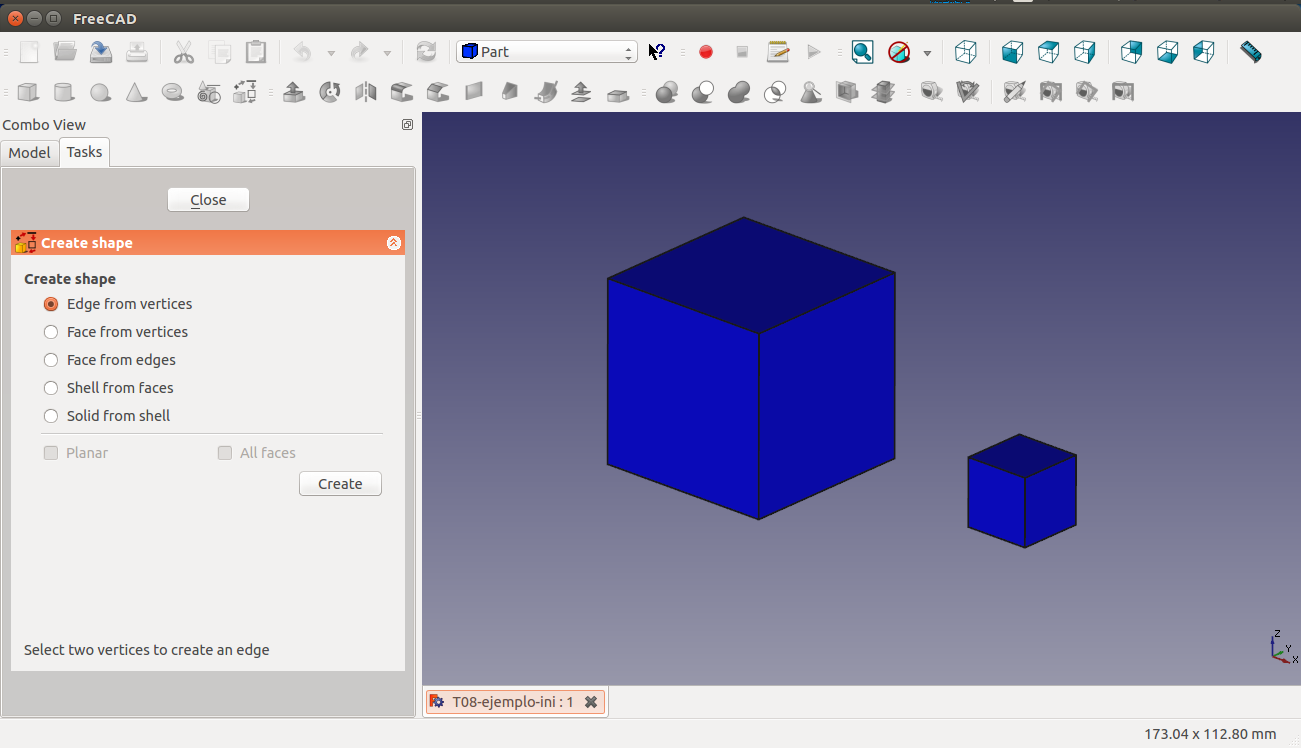 FreeCAD
Part
Combo View
Model
Tasks
Close
Create shape
Create shape
Edge from vertices
Face from vertices
Face from edges
Shell from faces
Solid from shell
Planar
All faces
Create
Select two vertices to create an edge
Z
Y
X
T08-ejemplo-ini : 1
173.04 x 112.80 mm